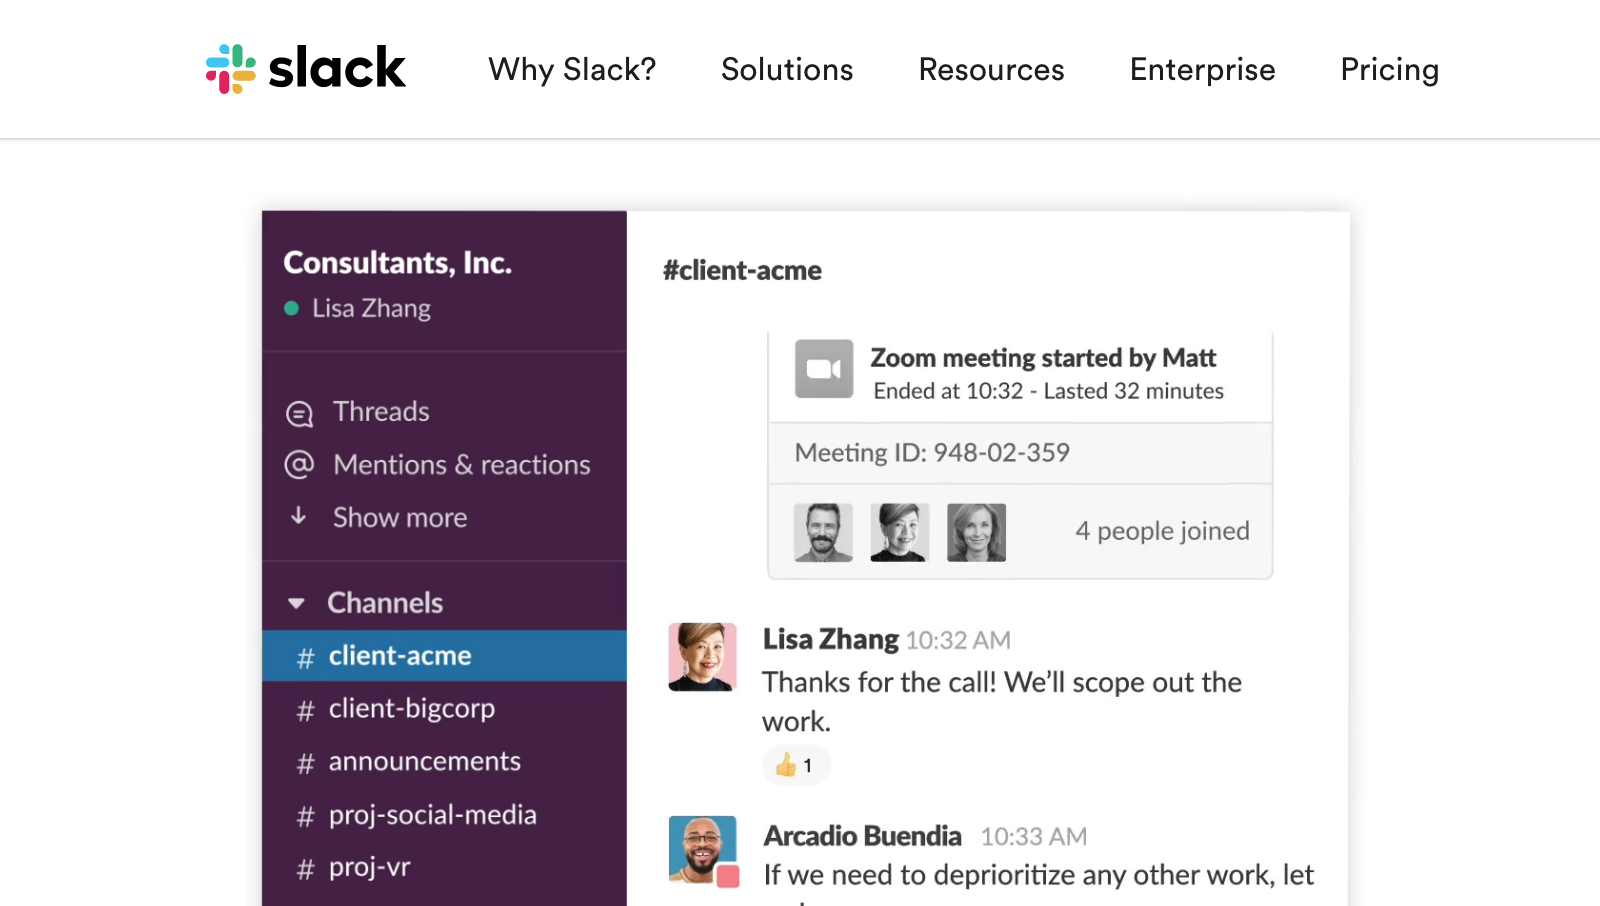 slack
Why Slack?
Solutions
Resources
Enterprise
Pricing
Consultants, Inc.
Lisa Zhang
Threads
@ Mentions & reactions
Show more
Channels
# client-acme
# client-bigcorp
# announcements
# proj-social-media
# proj-vr
#client-acme
Zoom meeting started by Matt
Ended at 10:32 - Lasted 32 minutes
Meeting ID: 948-02-359
4 people joined
Lisa Zhang 10:32 AM
Thanks for the call! We’ll scope out the
work.
👍 1
Arcadio Buendia 10:33 AM
If we need to deprioritize any other work, let